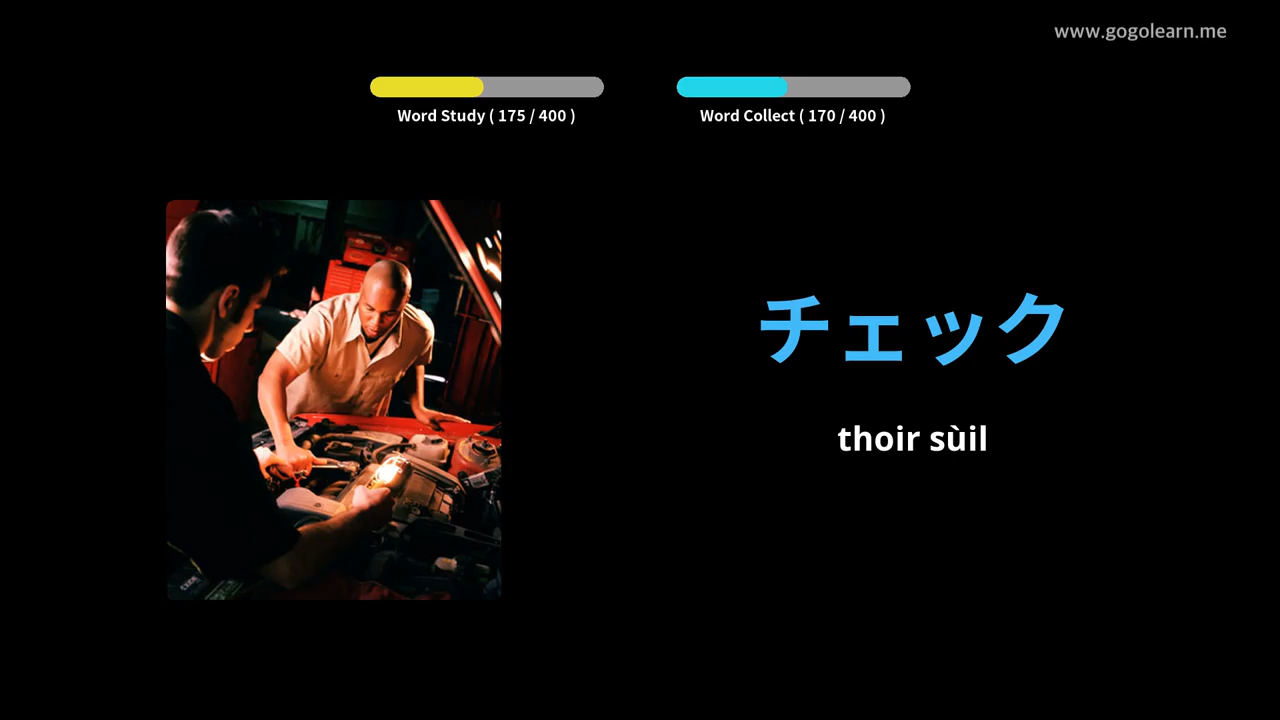 www.gogolearn.me
Word Study ( 175 / 400 )
Word Collect ( 170 / 400 )
チェック
thoir sùil